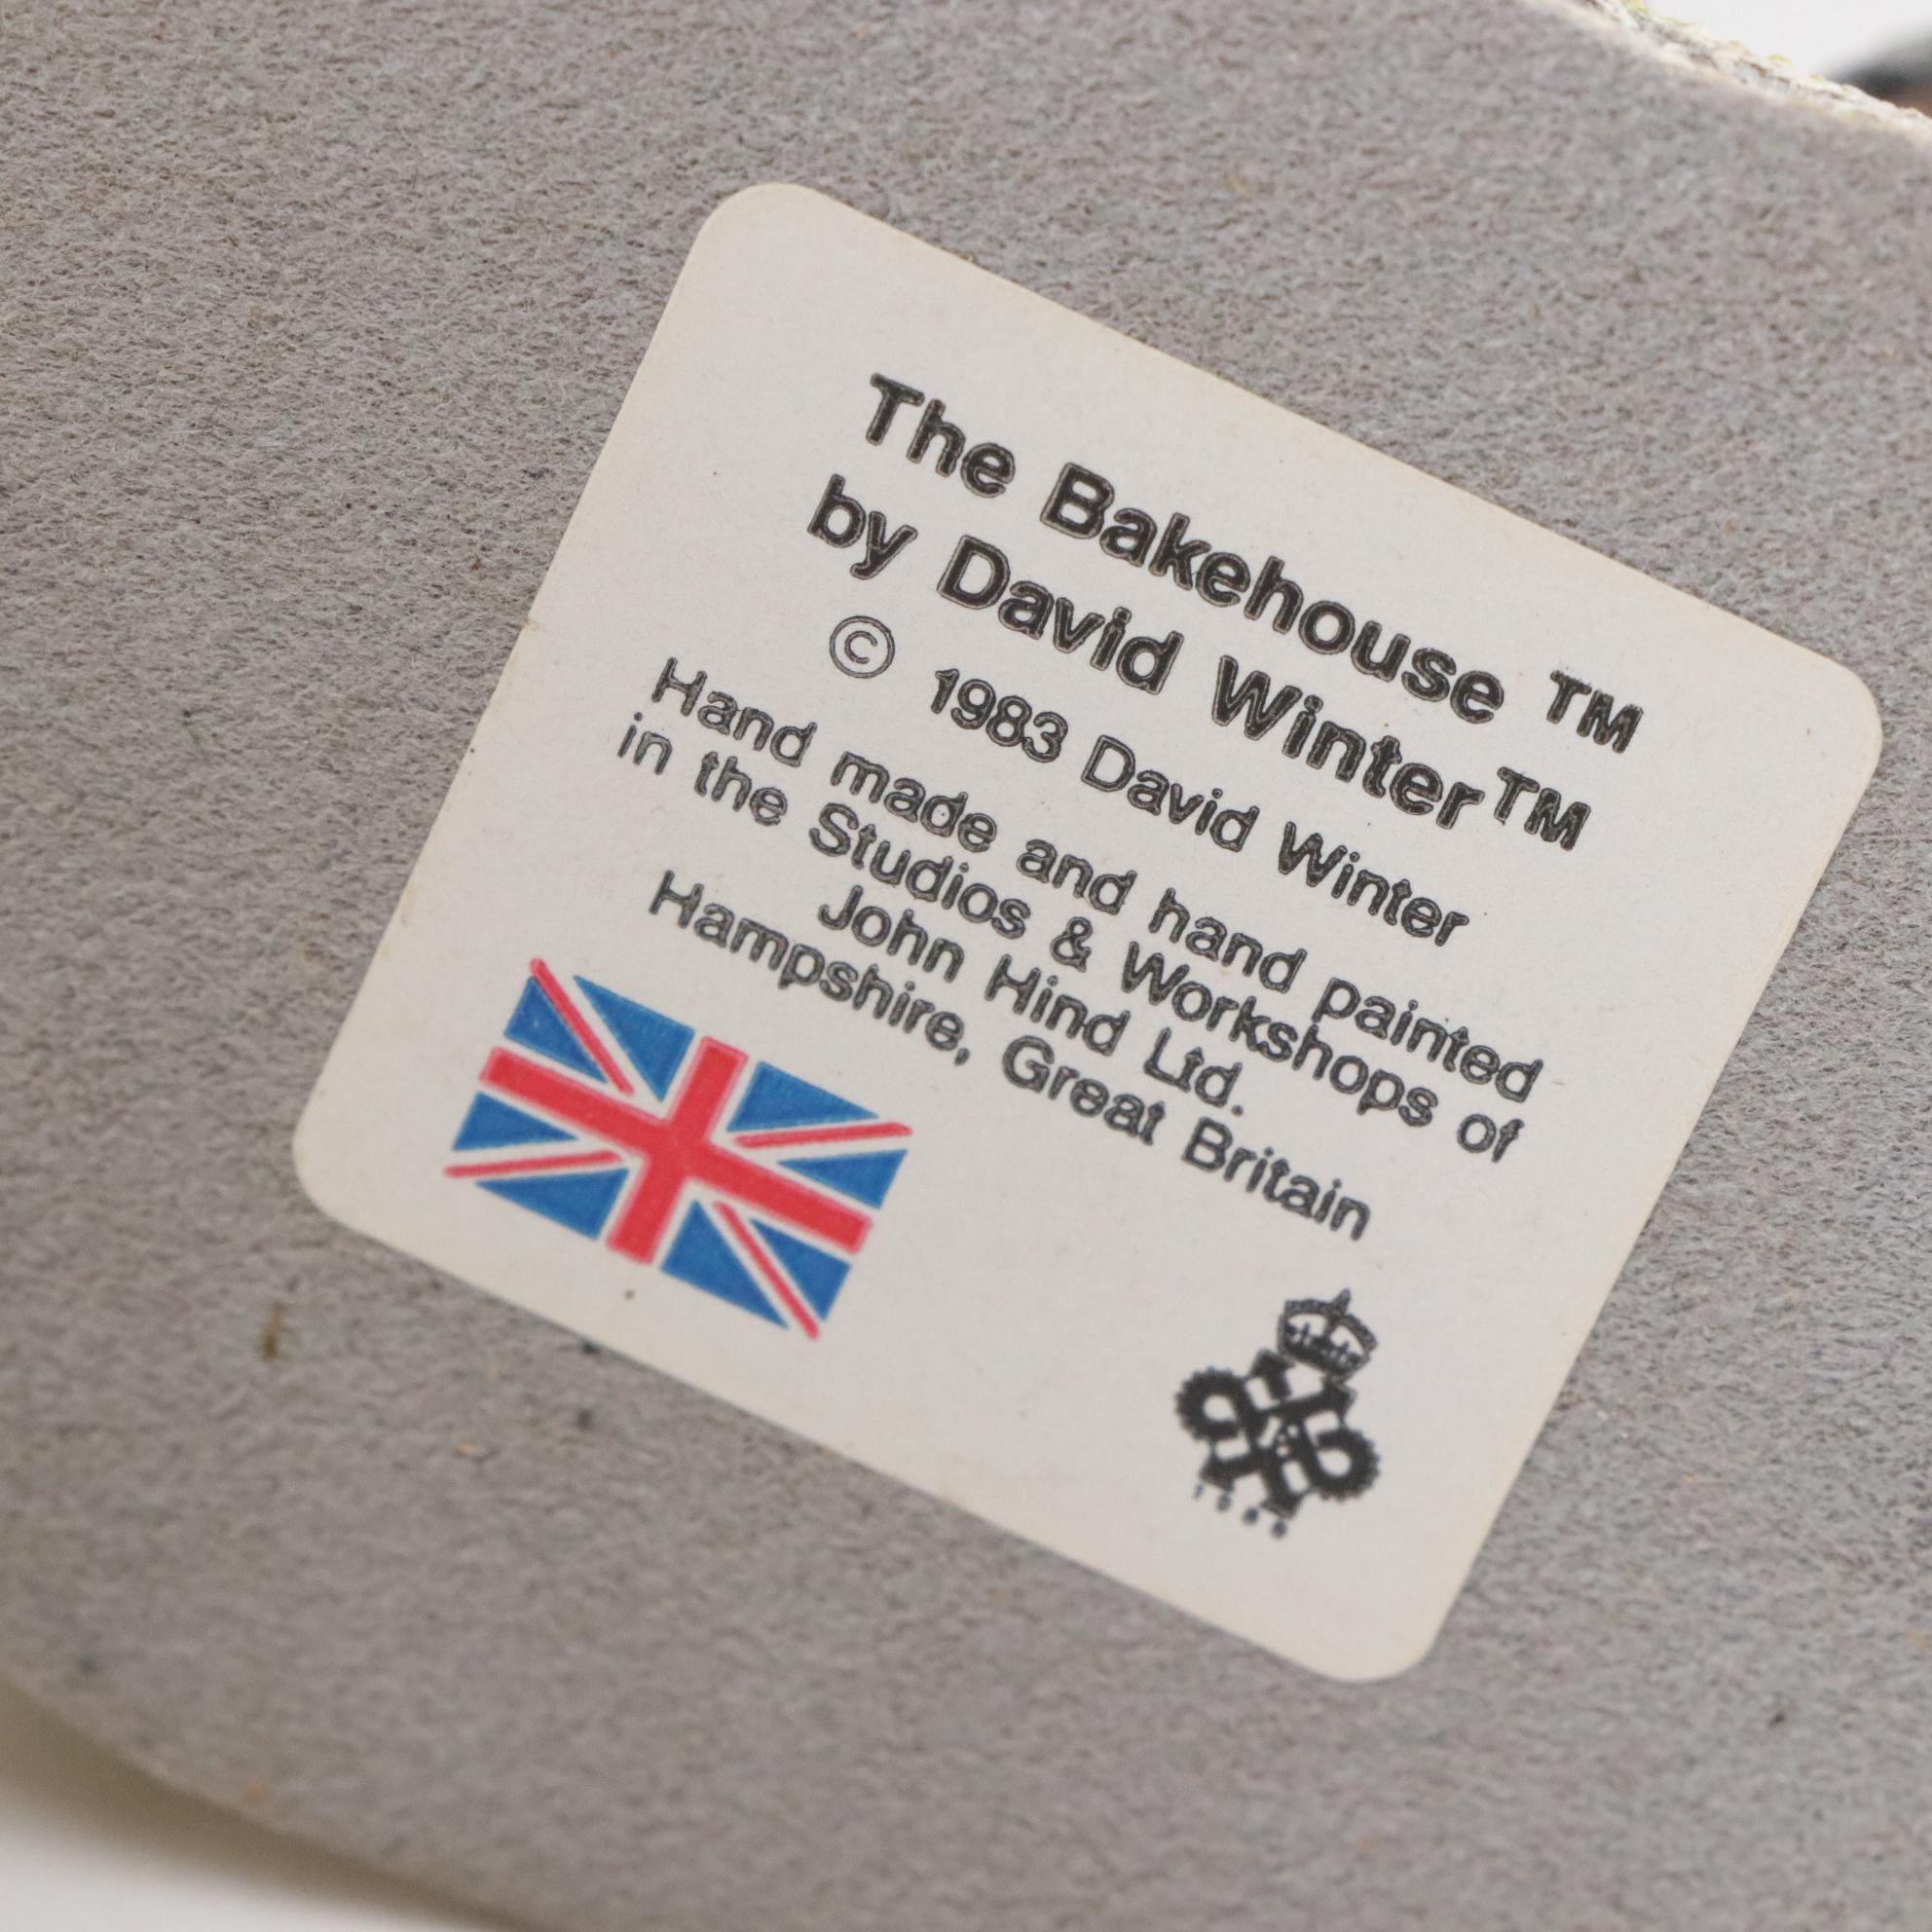 The Bakehouse ™
by David Winter™
© 1983 David Winter
Hand made and hand painted
in the Studios & Workshops of
John Hind Ltd.
Hampshire, Great Britain